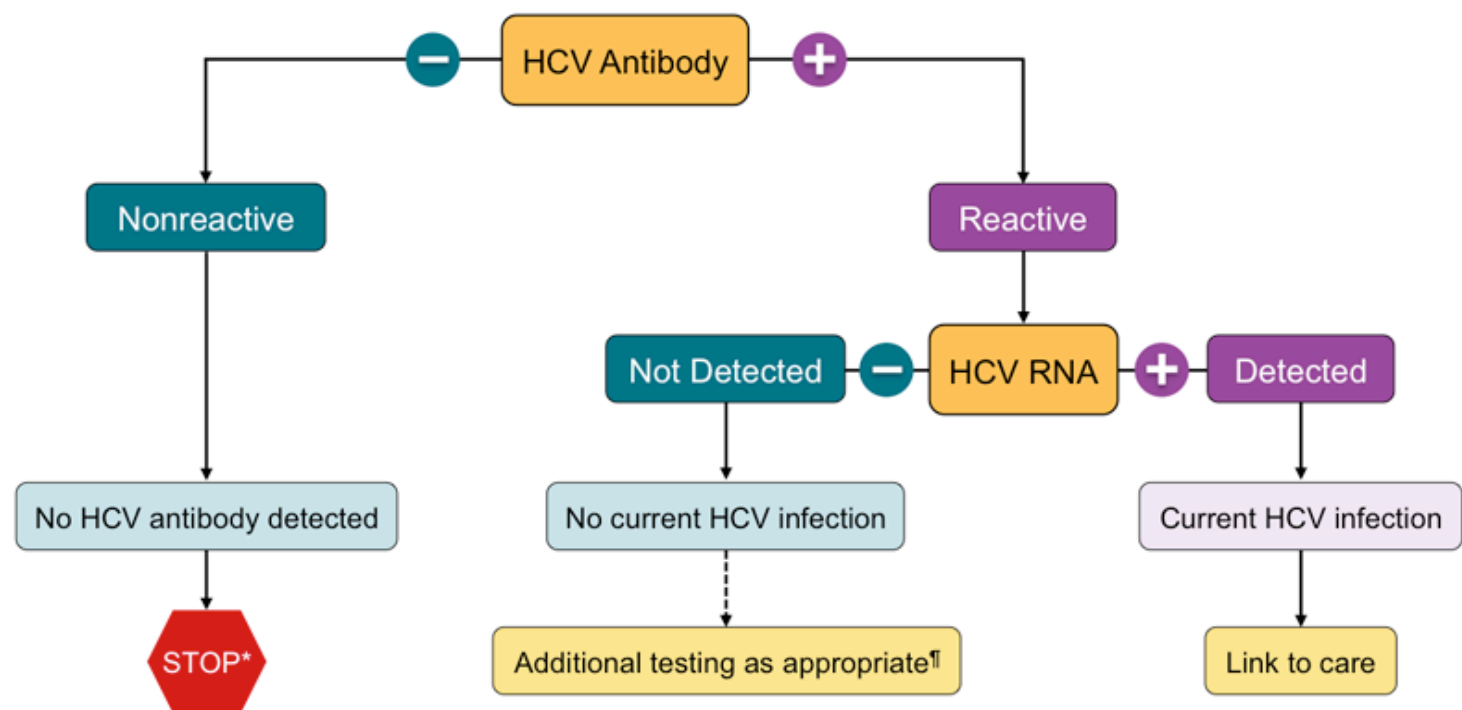 HCV Antibody
Nonreactive
Reactive
Not Detected
HCV RNA
Detected
No HCV antibody detected
No current HCV infection
Current HCV infection
STOP*
Additional testing as appropriate¶
Link to care